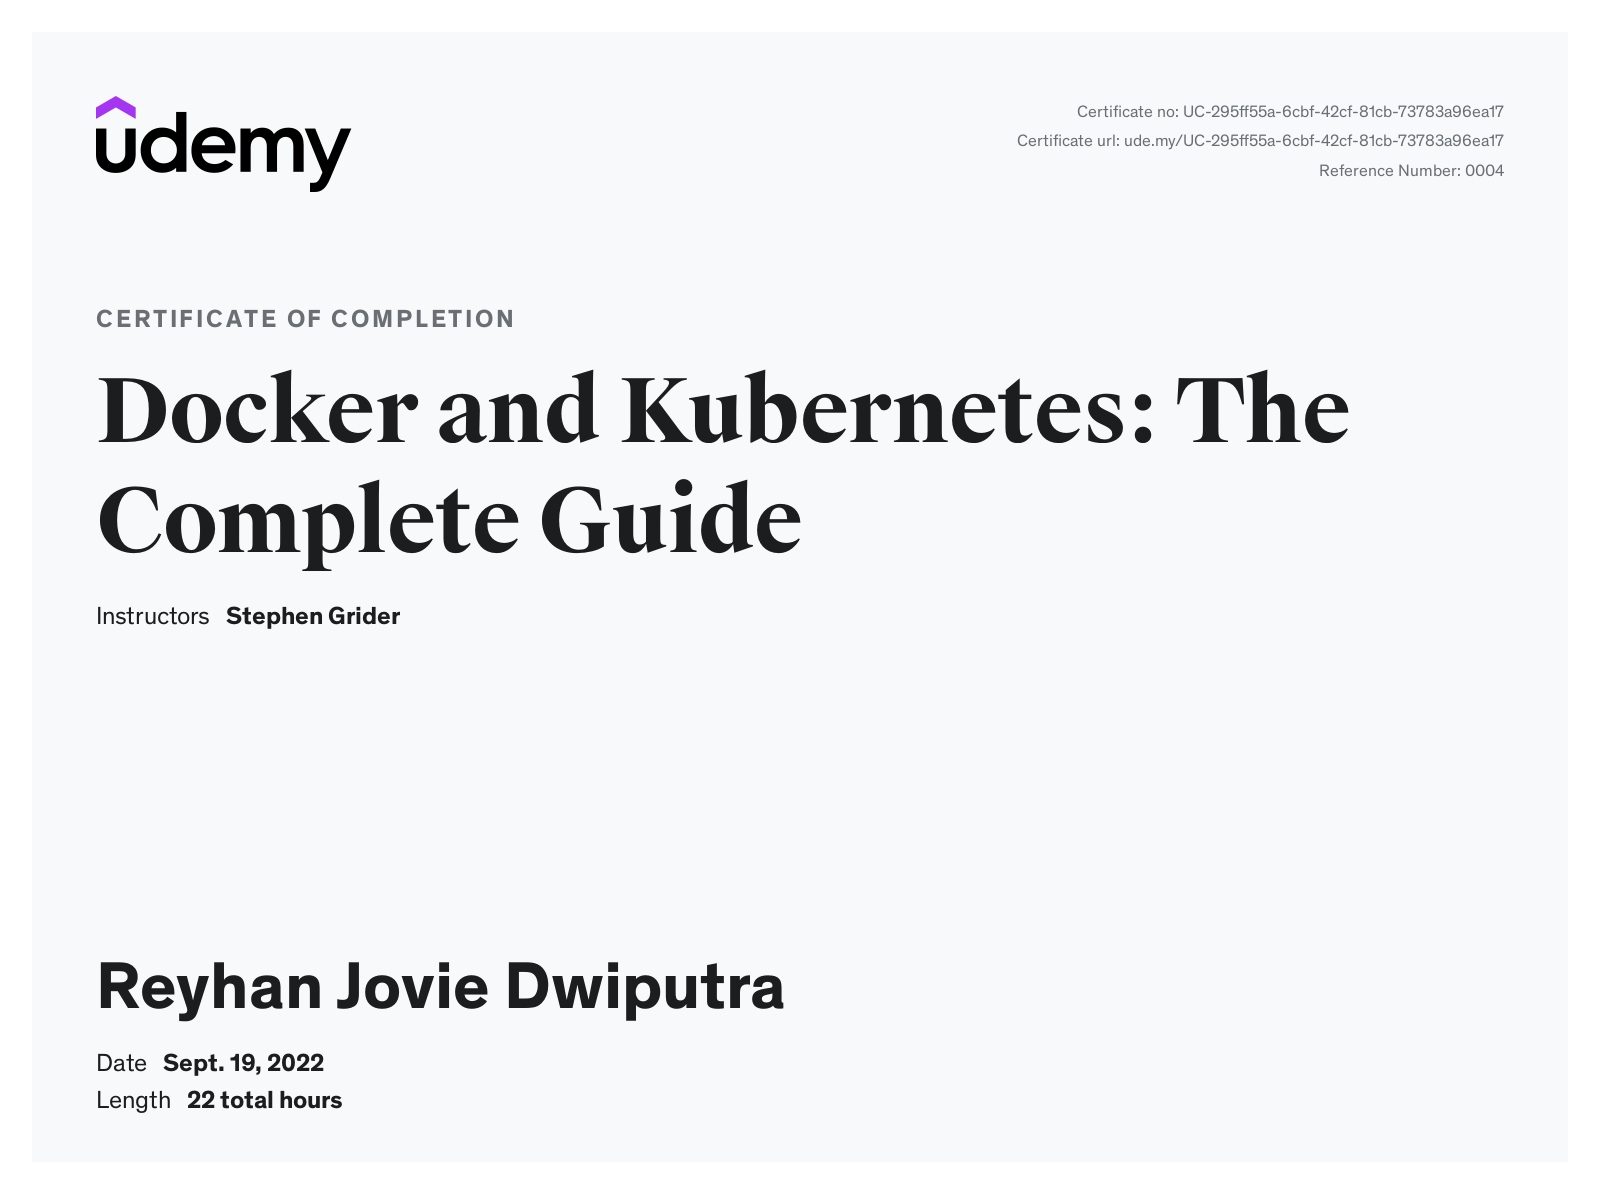 udemy
Certificate no: UC-295ff55a-6cbf-42cf-81cb-73783a96ea17
Certificate url: ude.my/UC-295ff55a-6cbf-42cf-81cb-73783a96ea17
Reference Number: 0004
CERTIFICATE OF COMPLETION
Docker and Kubernetes: The
Complete Guide
Instructors Stephen Grider
Reyhan Jovie Dwiputra
Date Sept. 19, 2022
Length 22 total hours